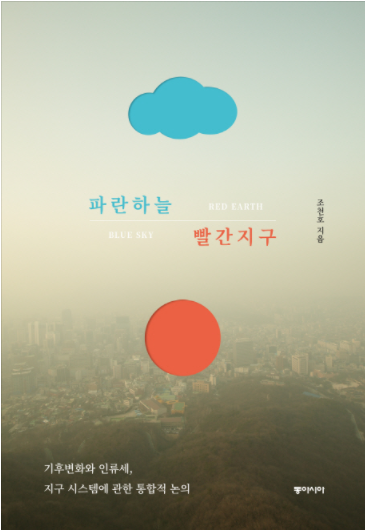 파란하늘 RED EARTH
BLUE SKY 빨간지구
조천호 지음
기후변화와 인류세,
지구 시스템에 관한 통합적 논의
동아시아